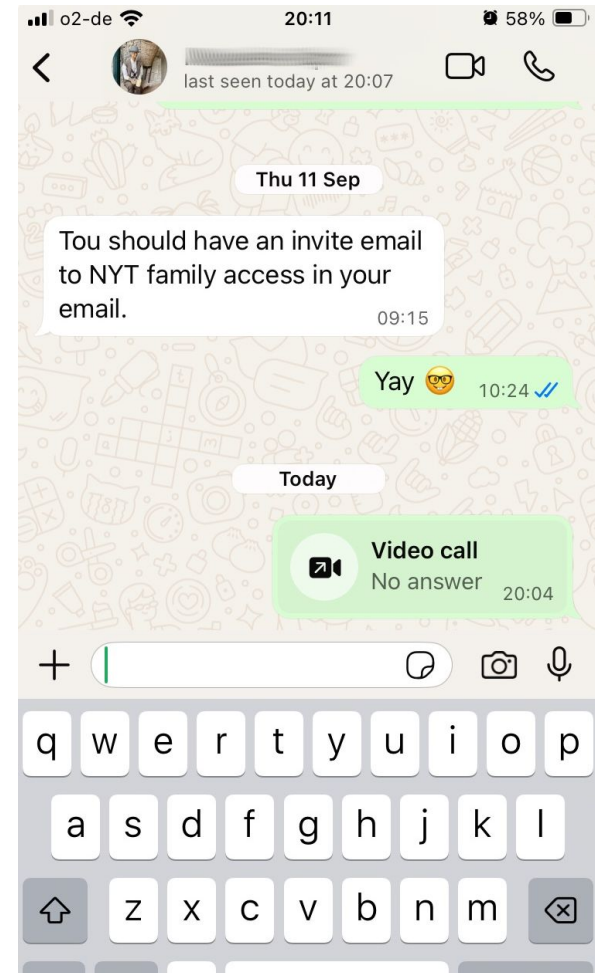 o2-de 20:11 58%
last seen today at 20:07
Thu 11 Sep
Tou should have an invite email
to NYT family access in your
email. 09:15
Yay 🤓 10:24
Today
Video call
No answer 20:04
q w e r t y u i o p
a s d f g h j k l
z x c v b n m